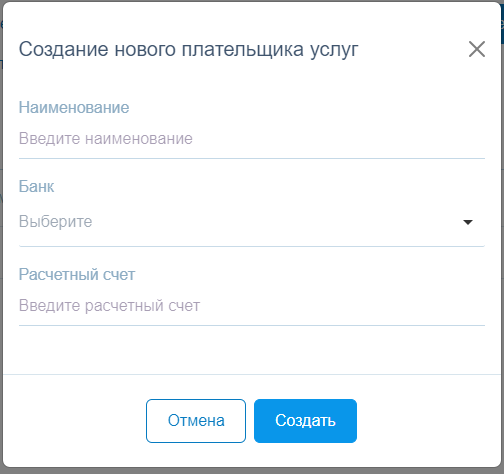 Создание нового плательщика услуг
Наименование
Введите наименование
Банк
Выберите
Расчетный счет
Введите расчетный счет
Отмена
Создать